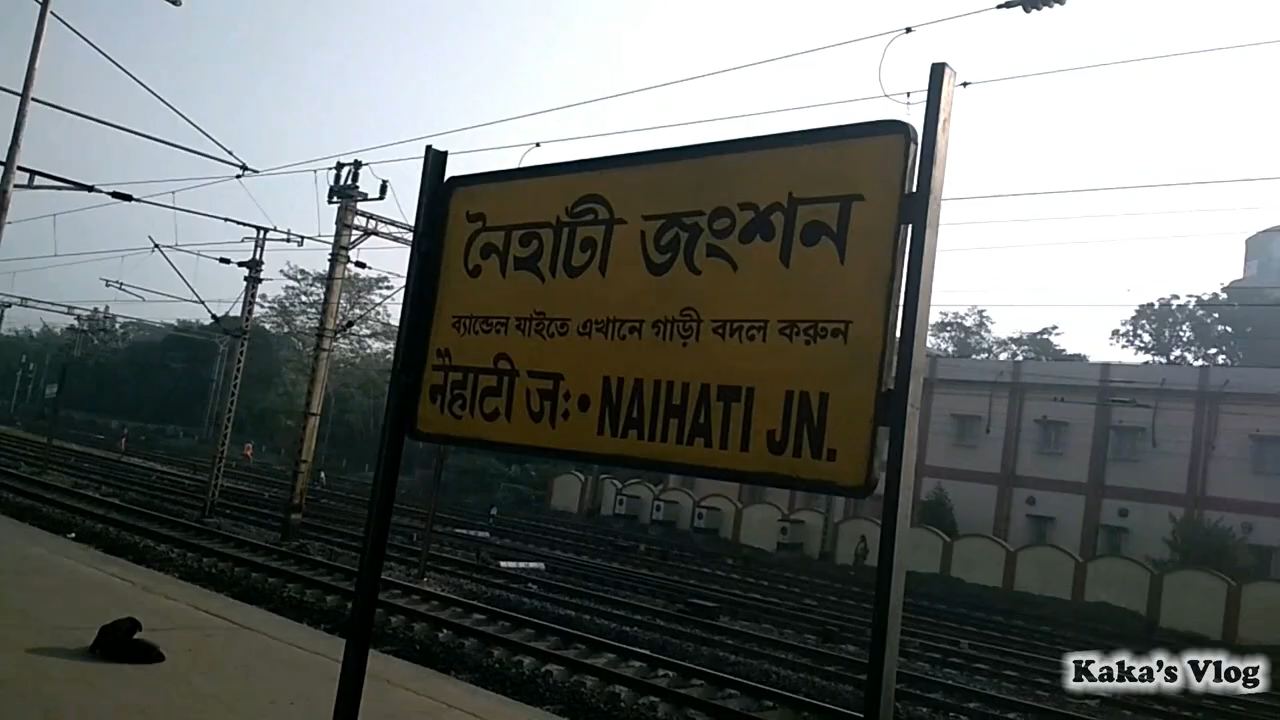 নৈহাটী জংশন
ব্যান্ডেল যাইতে এখানে গাড়ী বদল করুন
नैहाटी ज॰• NAIHATI JN.
Kaka's Vlog